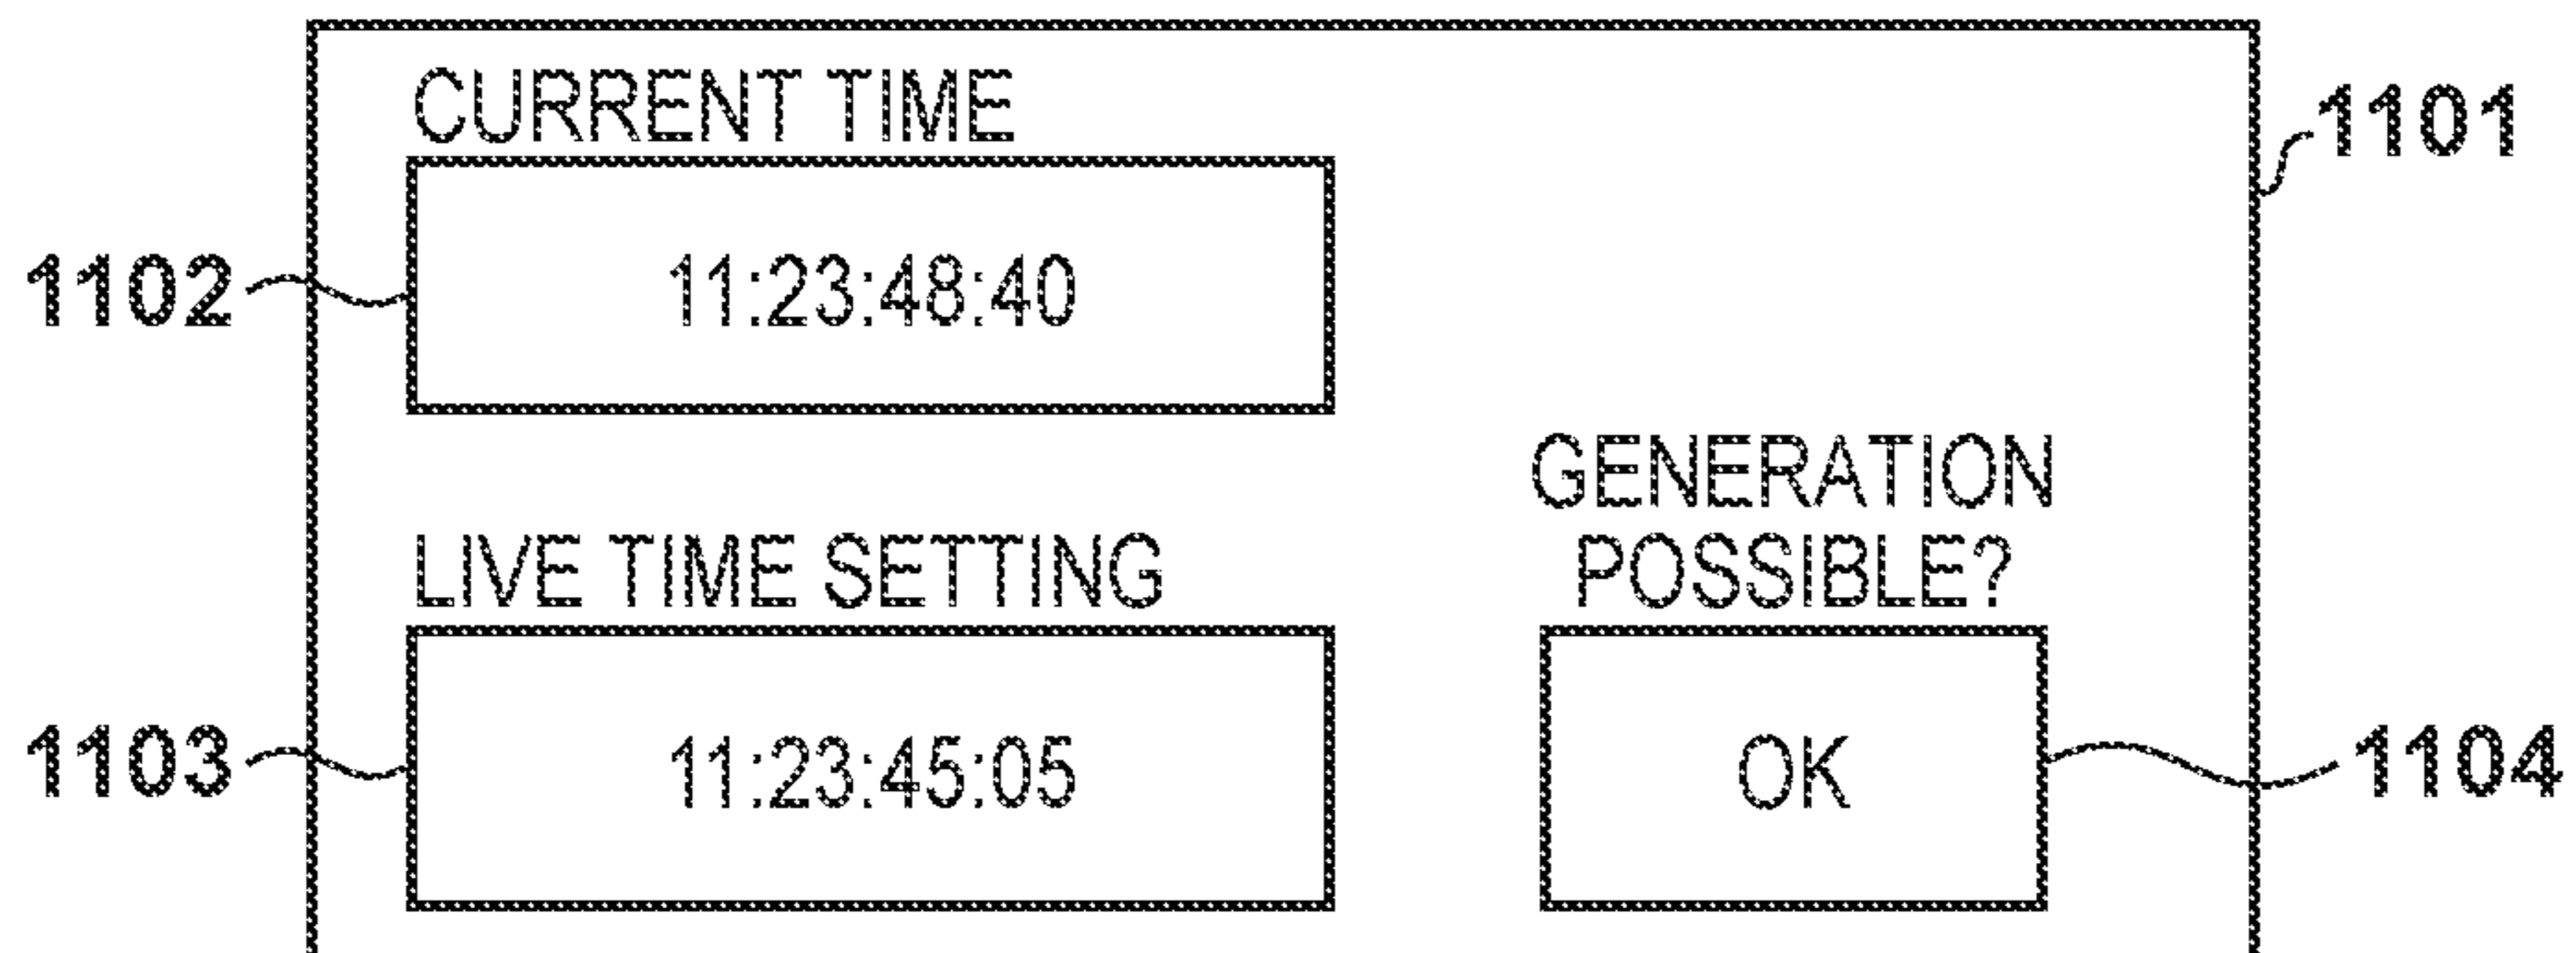 CURRENT TIME
1101
1102
11:23:48:40
GENERATION
POSSIBLE?
LIVE TIME SETTING
1103
11:23:45:05
OK
1104